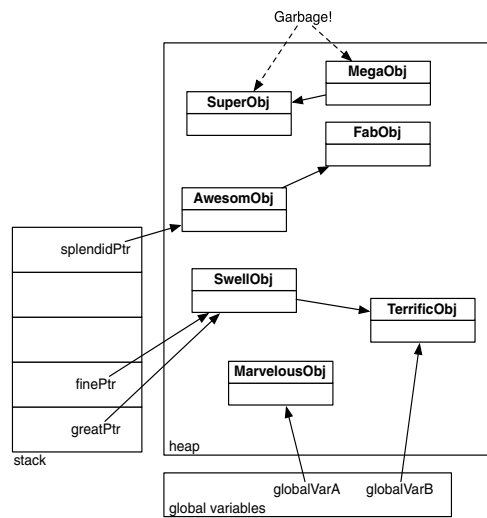 Garbage!
MegaObj
SuperObj
FabObj
AwesomObj
splendidPtr
SwellObj
TerrificObj
finePtr
MarvelousObj
greatPtr
heap
stack
globalVarA globalVarB
global variables